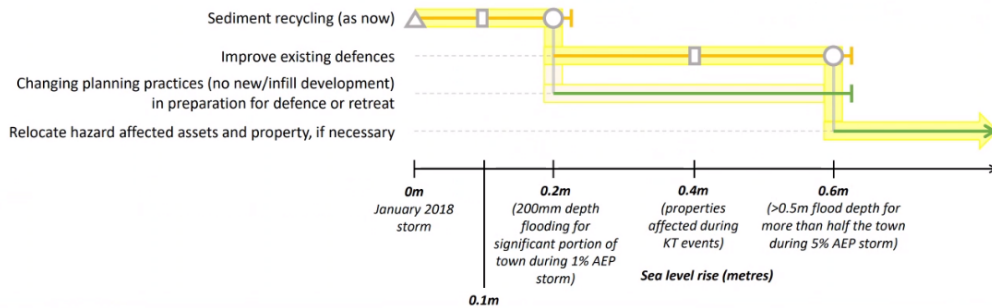 Sediment recycling (as now)
Improve existing defences
Changing planning practices (no new/infill development)
in preparation for defence or retreat
Relocate hazard affected assets and property, if necessary
0m
January 2018
storm
0.1m
0.2m
(200mm depth
flooding for
significant portion of
town during 1% AEP
storm)
0.4m
(properties
affected during
KT events)
0.6m
(>0.5m flood depth for
more than half the town
during 5% AEP storm)
Sea level rise (metres)